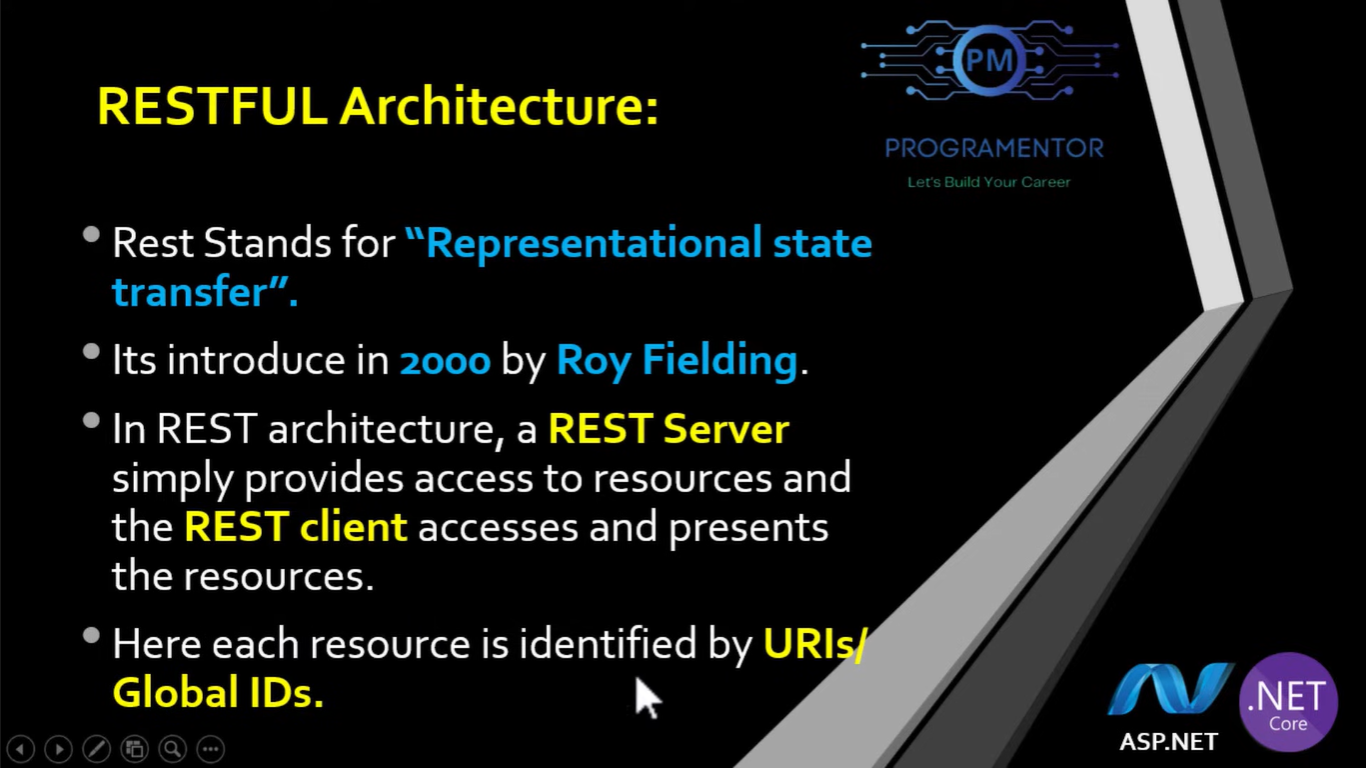 PM
PROGRAMENTOR
Let's Build Your Career
RESTFUL Architecture:
Rest Stands for “Representational state
transfer”.
Its introduce in 2000 by Roy Fielding.
In REST architecture, a REST Server
simply provides access to resources and
the REST client accesses and presents
the resources.
Here each resource is identified by URIs/
Global IDs.
ASP.NET
.NET
Core